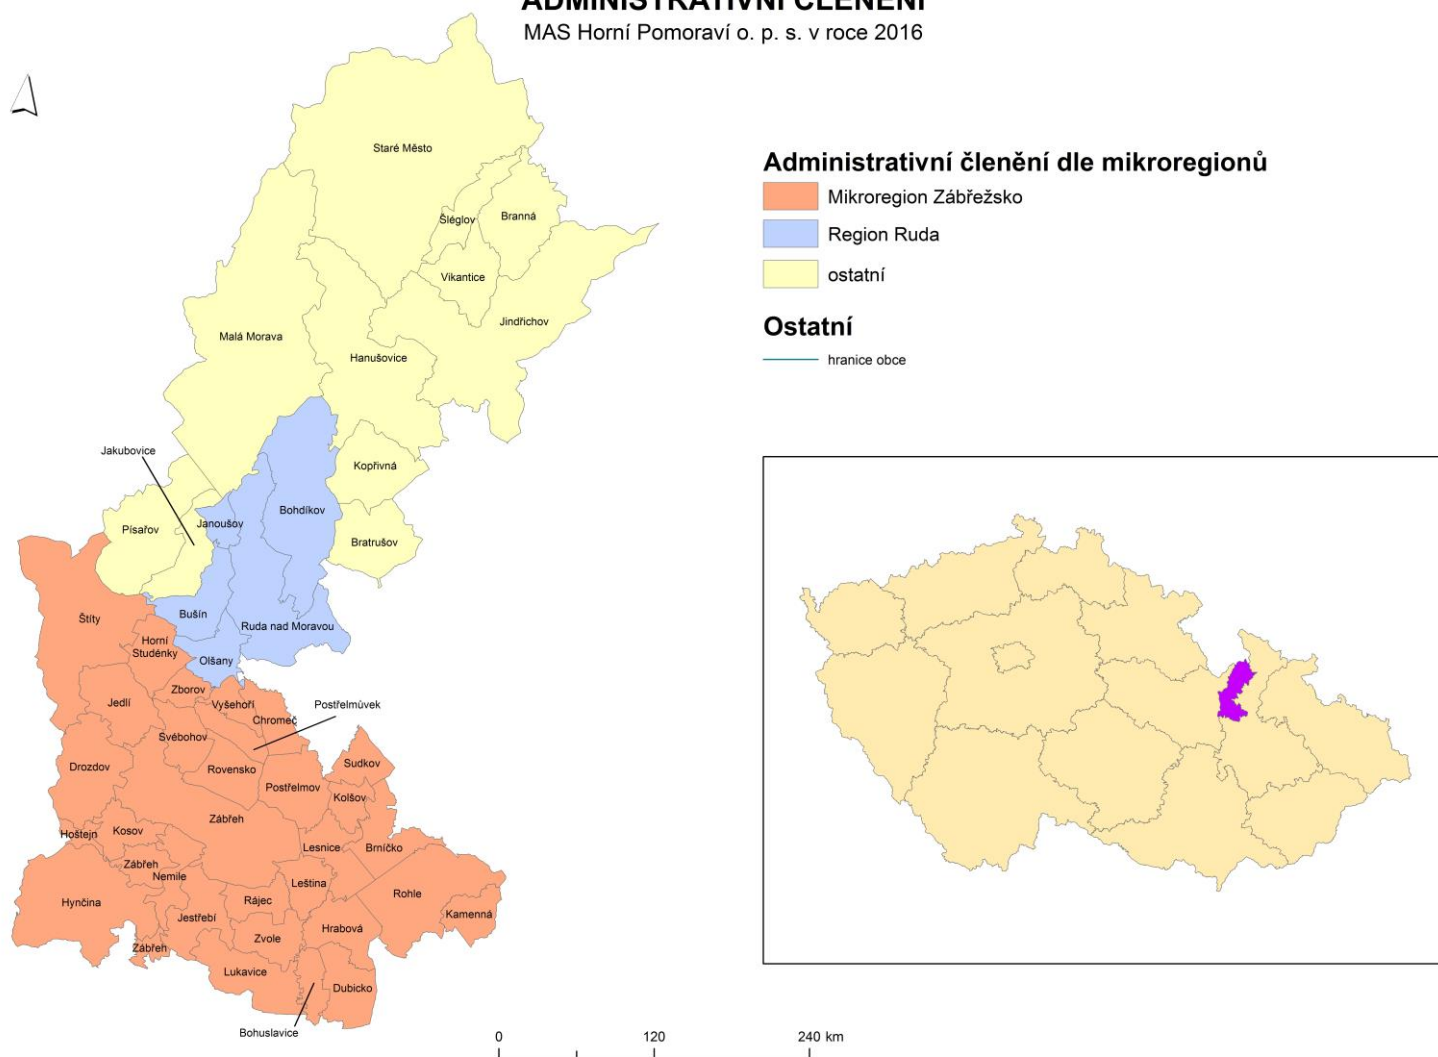 ADMINISTRATIVNÍ ČLENĚNÍ
MAS Horní Pomoraví o. p. s. v roce 2016
Staré Město
Šléglov
Branná
Vikantice
Jindřichov
Malá Morava
Hanušovice
Jakubovice
Kopřivná
Písařov
Janoušov
Bohdíkov
Bratrušov
Štíty
Bušín
Ruda nad Moravou
Horní
Studénky
Olšany
Zborov
Jedlí
Vyšehoří
Postřelmůvek
Chromeč
Svébohov
Drozdov
Rovensko
Sudkov
Postřelmov
Kolšov
Zábřeh
Hoštejn
Kosov
Lesnice
Brníčko
Zábřeh
Nemile
Leština
Rohle
Hynčina
Rájec
Jestřebí
Kamenná
Hrabová
Zvole
Zábřeh
Lukavice
Dubicko
Bohuslavice
Administrativní členění dle mikroregionů
Mikroregion Zábřežsko
Region Ruda
ostatní
Ostatní
hranice obce
0 120 240 km